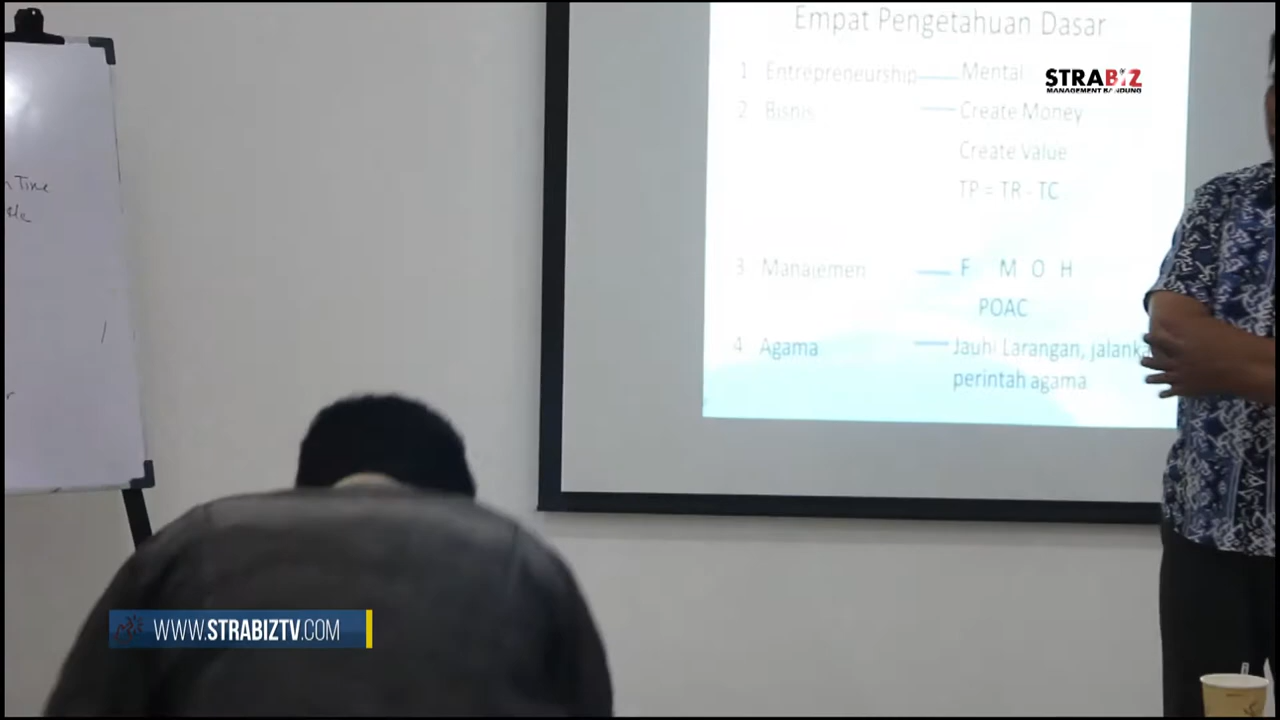 Empat Pengetahuan Dasar
1 Entrepreneurship Mental
2 Bisnis Create Money
Create Value
TP = TR - TC
3 Manajemen F M O H
POAC
4 Agama Jauhi Larangan, jalanka
perintah agama
STRABIZ
MANAGEMENT BANDUNG
Time
WWW.STRABIZTV.COM